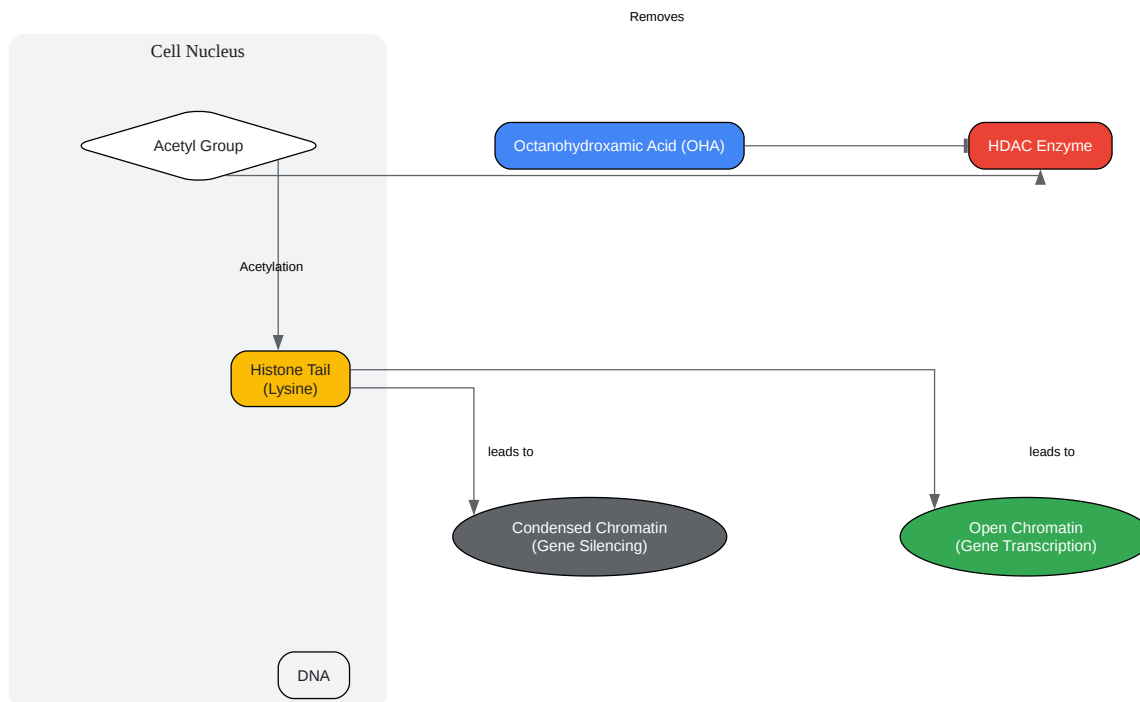 Removes
Cell Nucleus
Acetyl Group
Octanohydroxamic Acid (OHA)
HDAC Enzyme
Acetylation
Histone Tail
(Lysine)
leads to
leads to
Condensed Chromatin
(Gene Silencing)
Open Chromatin
(Gene Transcription)
DNA